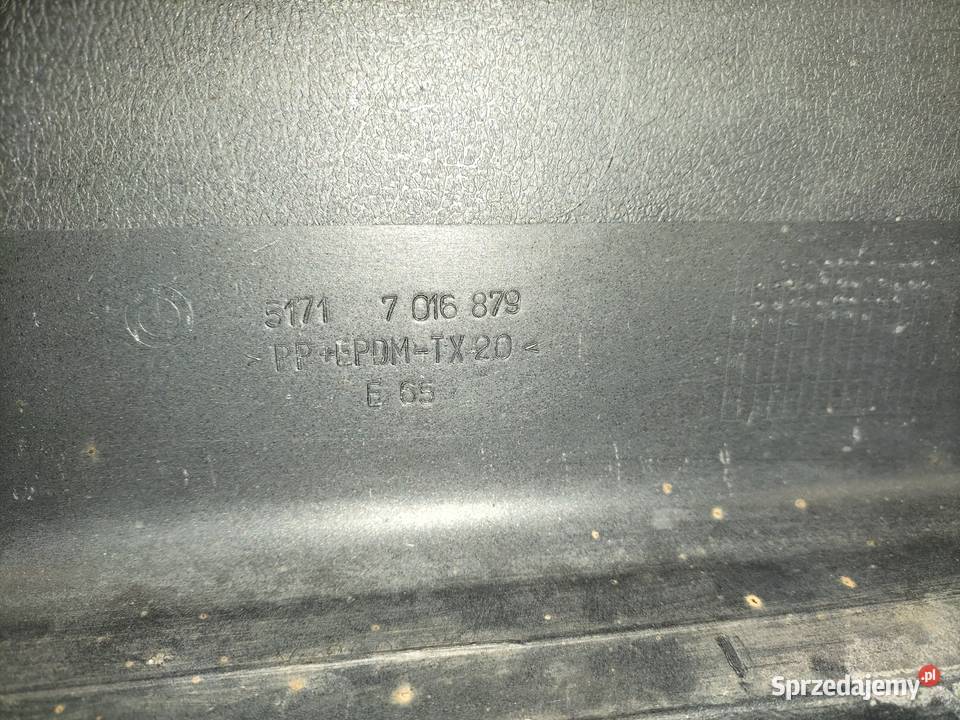 5171 7 016 879
>PP+EPDM-TX20<
E 65
Sprzedajemy.pl